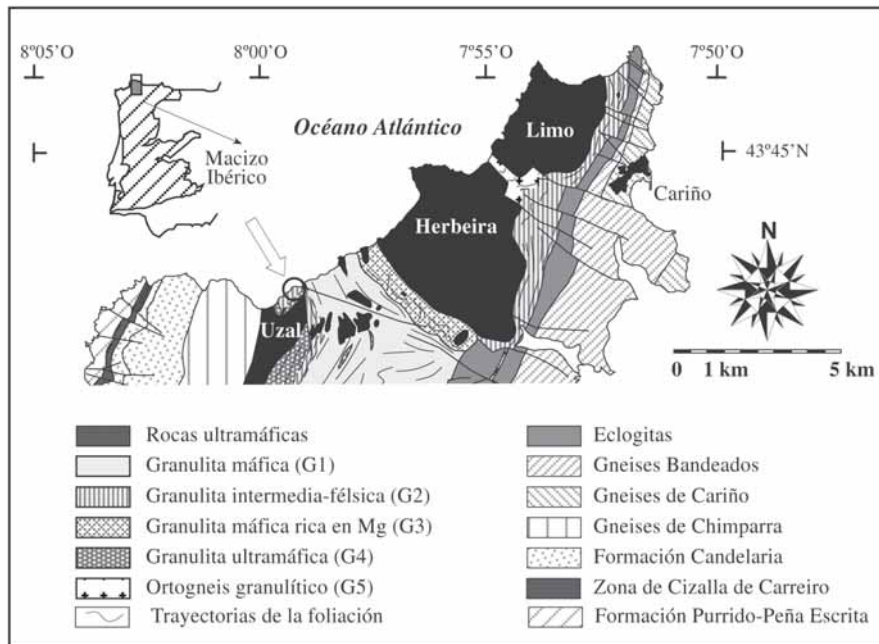 8º05'O
8º00'O
7º55'O
7º50'O
Océano Atlántico
Limo
Macizo
Ibérico
43º45'N
Cariño
Herbeira
N
Uzal
0 1 km 5 km
Rocas ultramáficas
Granulita máfica (G1)
Granulita intermedia-félsica (G2)
Granulita máfica rica en Mg (G3)
Granulita ultramáfica (G4)
Ortogneis granulítico (G5)
Trayectorias de la foliación
Eclogitas
Gneises Bandeados
Gneises de Cariño
Gneises de Chimparra
Formación Candelaria
Zona de Cizalla de Carreiro
Formación Purrido-Peña Escrita